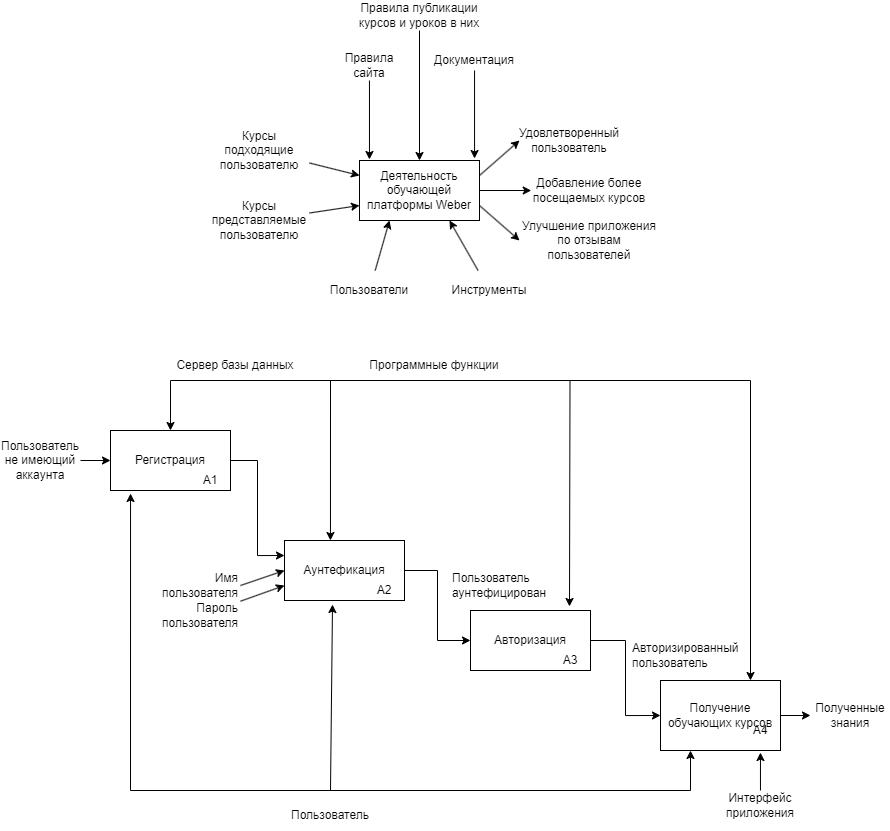 Правила публикации
курсов и уроков в них
Правила
сайта
Документация
Курсы
подходящие
пользователю
Удовлетворенный
пользователь
Деятельность
обучающей
платформы Weber
Добавление более
посещаемых курсов
Курсы
представляемые
пользователю
Улучшение приложения
по отзывам
пользователей
Пользователи
Инструменты
Сервер базы данных
Программные функции
Пользователь
не имеющий
аккаунта
Регистрация
A1
Аунтефикация
A2
Имя
пользователя
Пароль
пользователя
Пользователь
аунтефицирован
Авторизация
A3
Авторизированный
пользователь
Получение
обучающих курсов
A4
Полученные
знания
Интерфейс
приложения
Пользователь